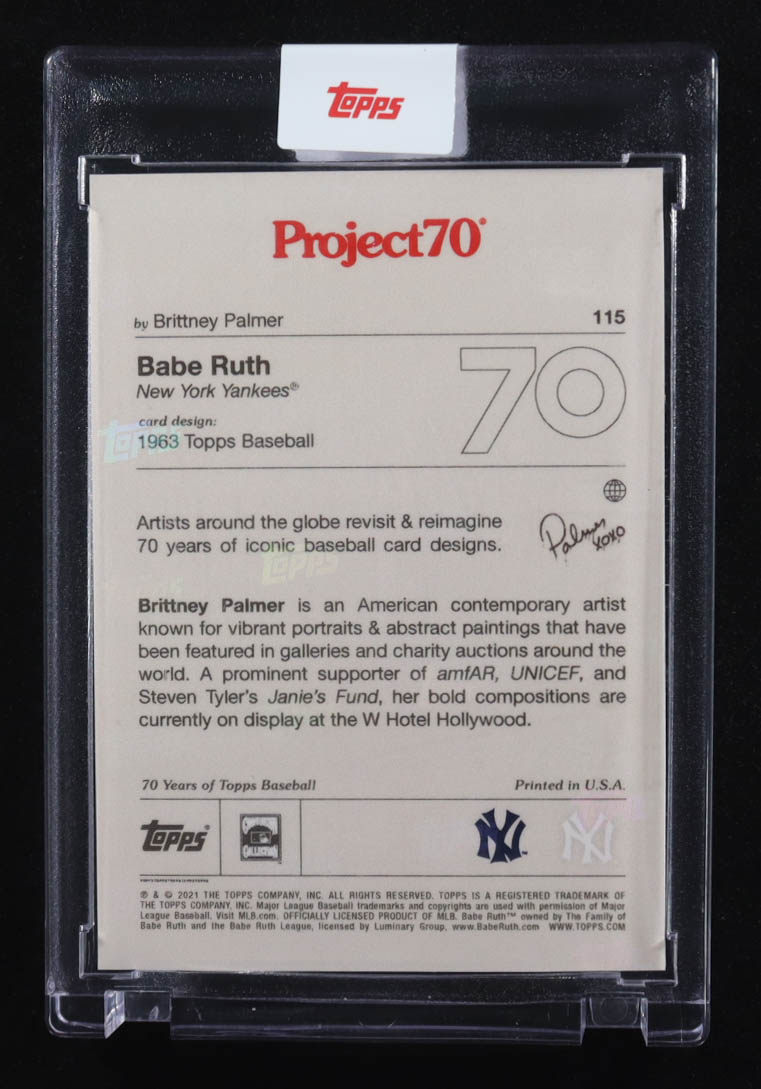 Topps
Project70®
by Brittney Palmer 115
Babe Ruth
New York Yankees®
card design:
1963 Topps Baseball
70
Artists around the globe revisit & reimagine
70 years of iconic baseball card designs.
Palmer
xoxo
Brittney Palmer is an American contemporary artist
known for vibrant portraits & abstract paintings that have
been featured in galleries and charity auctions around the
world. A prominent supporter of amfAR, UNICEF, and
Steven Tyler's Janie's Fund, her bold compositions are
currently on display at the W Hotel Hollywood.
70 Years of Topps Baseball Printed in U.S.A.
Topps® NY™ NY
® & © 2021 THE TOPPS COMPANY, INC. ALL RIGHTS RESERVED. TOPPS IS A REGISTERED TRADEMARK OF
THE TOPPS COMPANY, INC. Major League Baseball trademarks and copyrights are used with permission of Major
League Baseball. Visit MLB.com. OFFICIALLY LICENSED PRODUCT OF MLB. Babe Ruth™ owned by The Family of
Babe Ruth and the Babe Ruth League, licensed by Luminary Group, www.BabeRuth.com WWW.TOPPS.COM